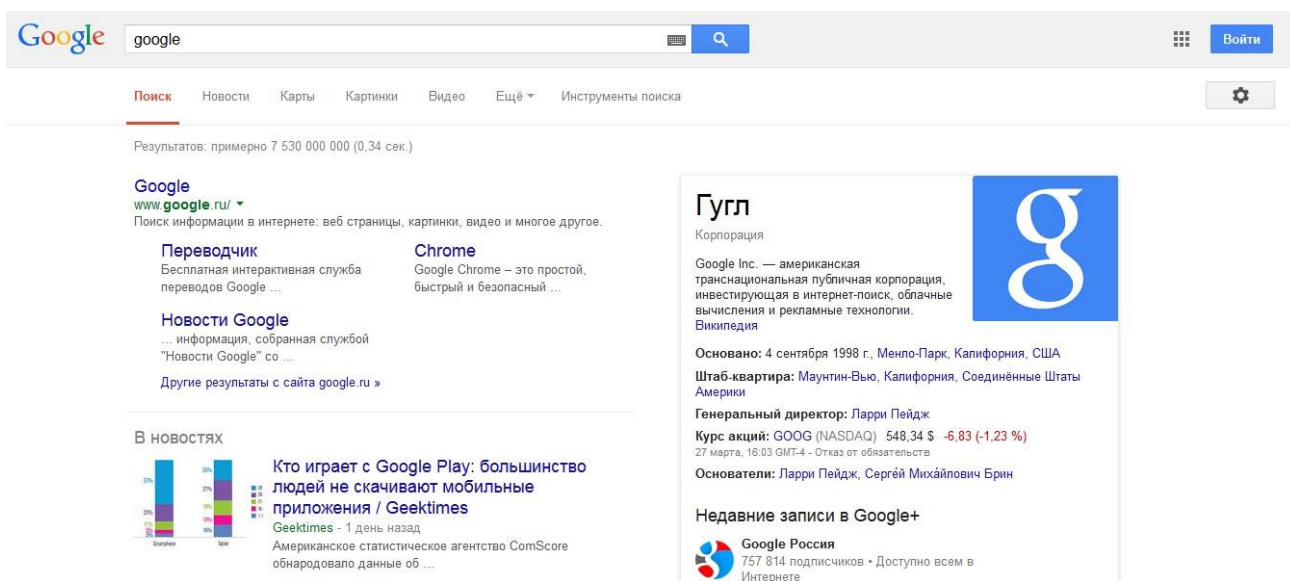 Google
google
Войти
Поиск Новости Карты Картинки Видео Ещё Инструменты поиска
Результатов: примерно 7 530 000 000 (0,34 сек.)
Google
www.google.ru/
Поиск информации в интернете: веб страницы, картинки, видео и многое другое.
Переводчик
Бесплатная интерактивная служба
переводов Google ...
Chrome
Google Chrome – это простой,
быстрый и безопасный ...
Новости Google
... информация, собранная службой
"Новости Google" со ...
Другие результаты с сайта google.ru »
В новостях
Кто играет с Google Play: большинство
людей не скачивают мобильные
приложения / Geektimes
Geektimes - 1 день назад
Американское статистическое агентство ComScore
обнародовало данные об ...
Гугл
Корпорация
Google Inc. — американская
транснациональная публичная корпорация,
инвестирующая в интернет-поиск, облачные
вычисления и рекламные технологии.
Википедия
g
Основано: 4 сентября 1998 г., Менло-Парк, Калифорния, США
Штаб-квартира: Маунтин-Вью, Калифорния, Соединённые Штаты
Америки
Генеральный директор: Ларри Пейдж
Курс акций: GOOG (NASDAQ) 548,34 $ -6,83 (-1,23 %)
27 марта, 16:03 GMT-4 - Отказ от обязательств
Основатели: Ларри Пейдж, Серге́й Миха́йлович Брин
Недавние записи в Google+
Google Россия
757 814 подписчиков • Доступно всем в
Интернете